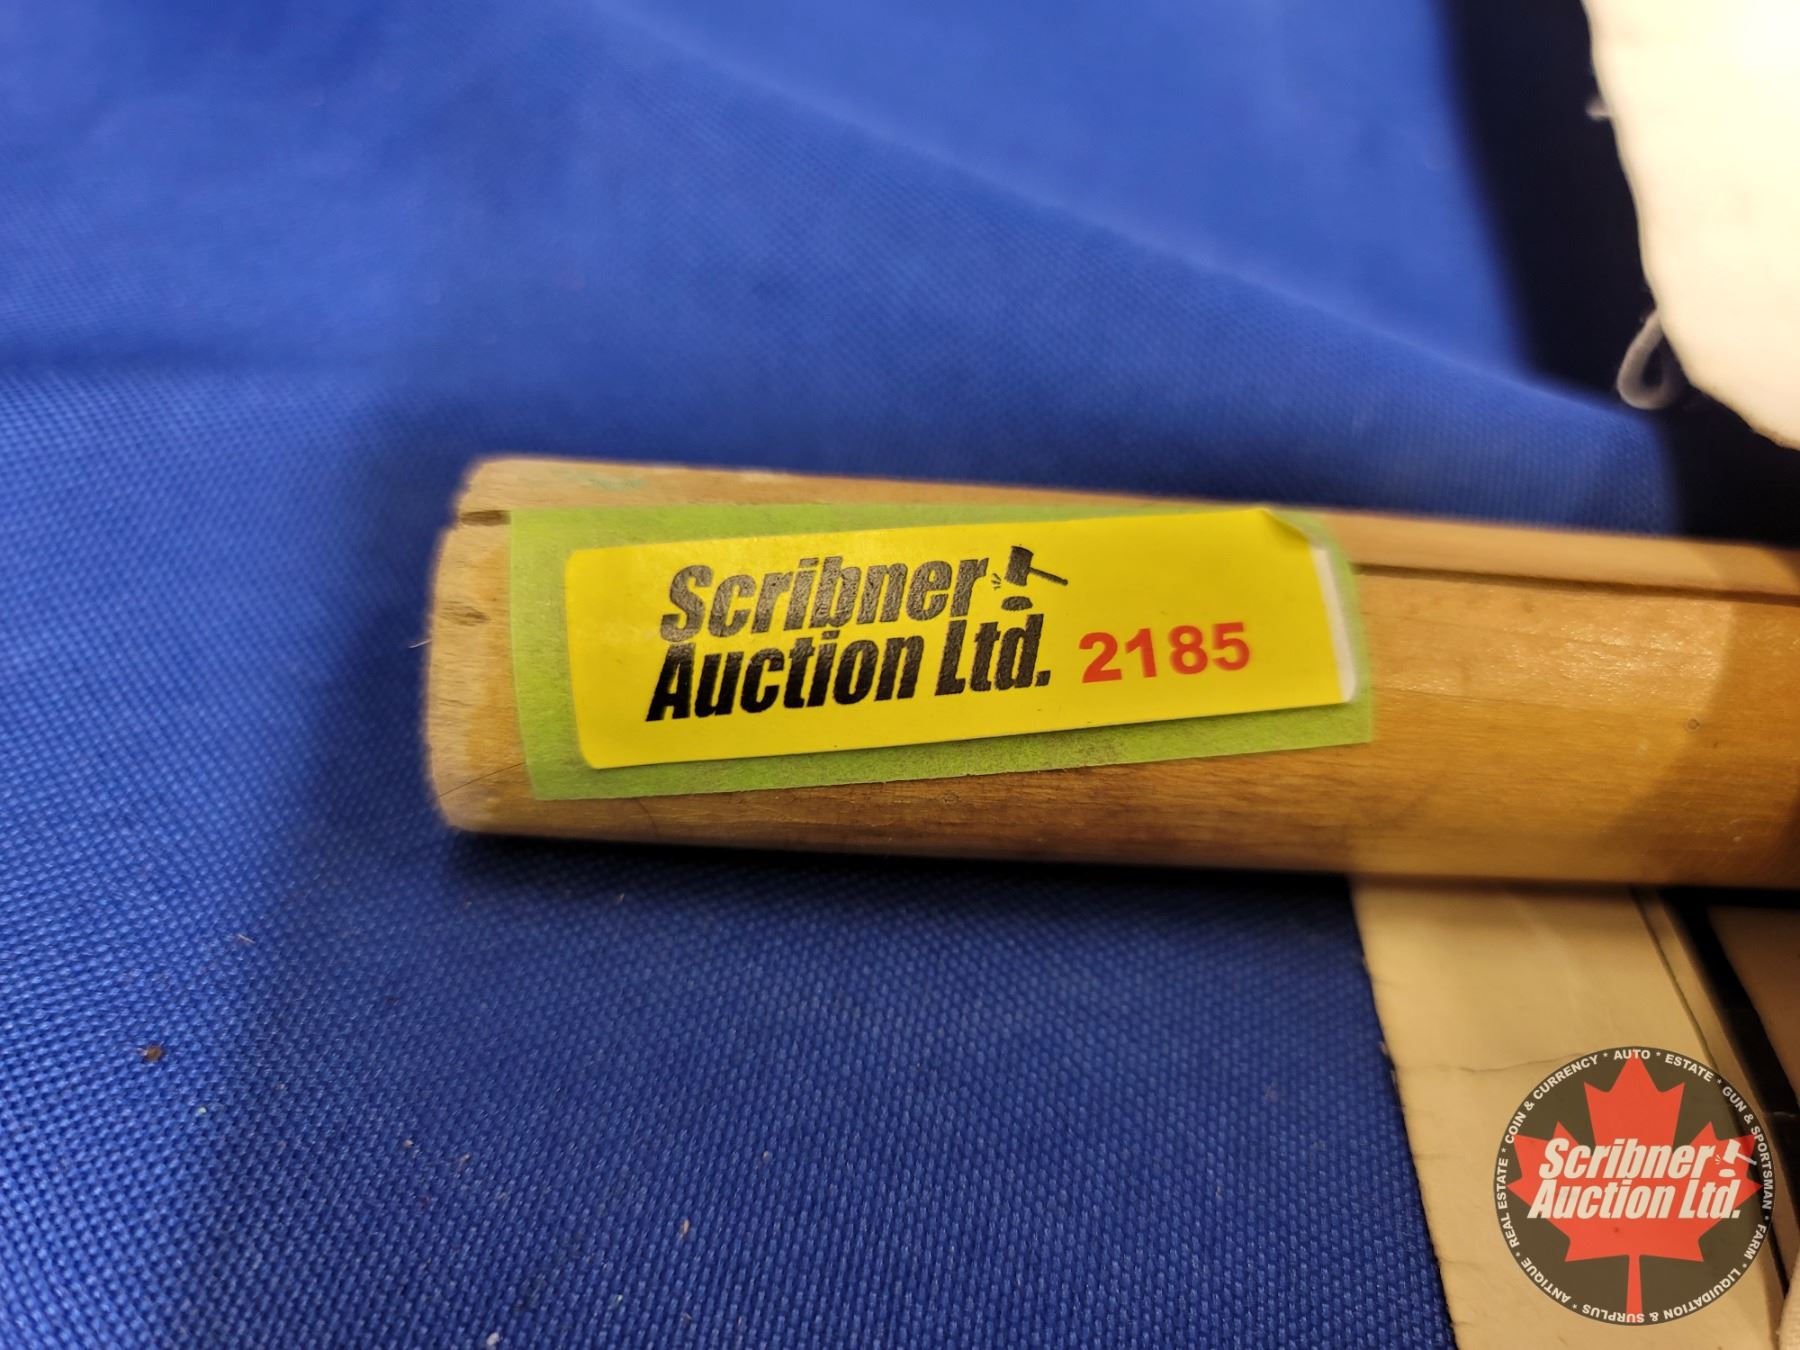 Scribner
Auction Ltd. 2185
COIN & CURRENCY * AUTO * ESTATE * GUN & SPORTSMAN * FARM * LIQUIDATION & SURPLUS * ANTIQUE * REAL ESTATE *
Scribner
Auction Ltd.